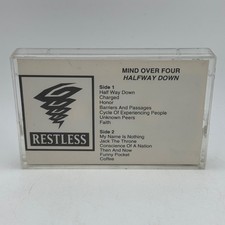 MIND OVER FOUR
HALFWAY DOWN
Side 1
Half Way Down
Charged
Honor
Barriers And Passages
Cycle Of Experiencing People
Unknown Peers
Faith
Side 2
My Name Is Nothing
Jack The Throne
Conscience Of A Nation
Then And Now
Funny Pocket
Coffee
RESTLESS